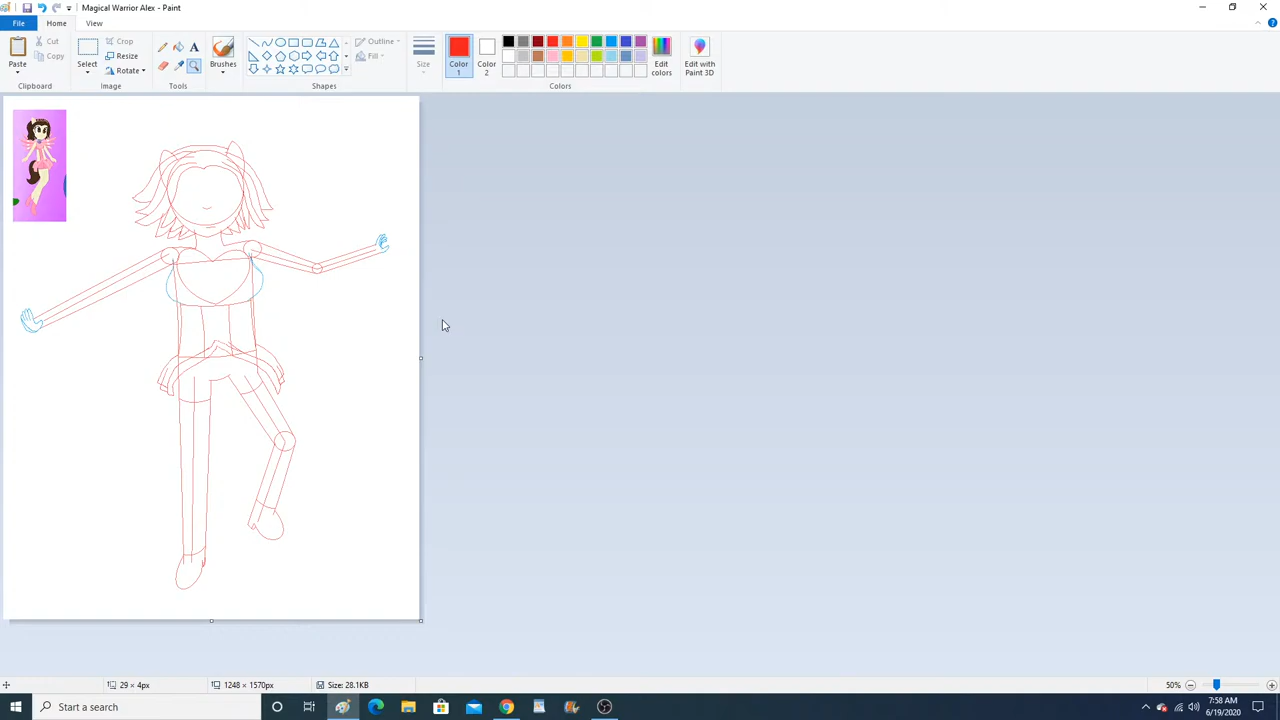 Magical Warrior Alex - Paint
File
Home
View
Paste
Cut
Copy
Clipboard
Select
Crop
Resize
Rotate
Image
A
Tools
Brushes
Outline
Fill
Shapes
Size
Color 1
Color 2
Edit colors
Edit with Paint 3D
Colors
29 × 4px
1248 × 1570px
Size: 28.1KB
50%
Search a row
7:58 AM
6/19/2020